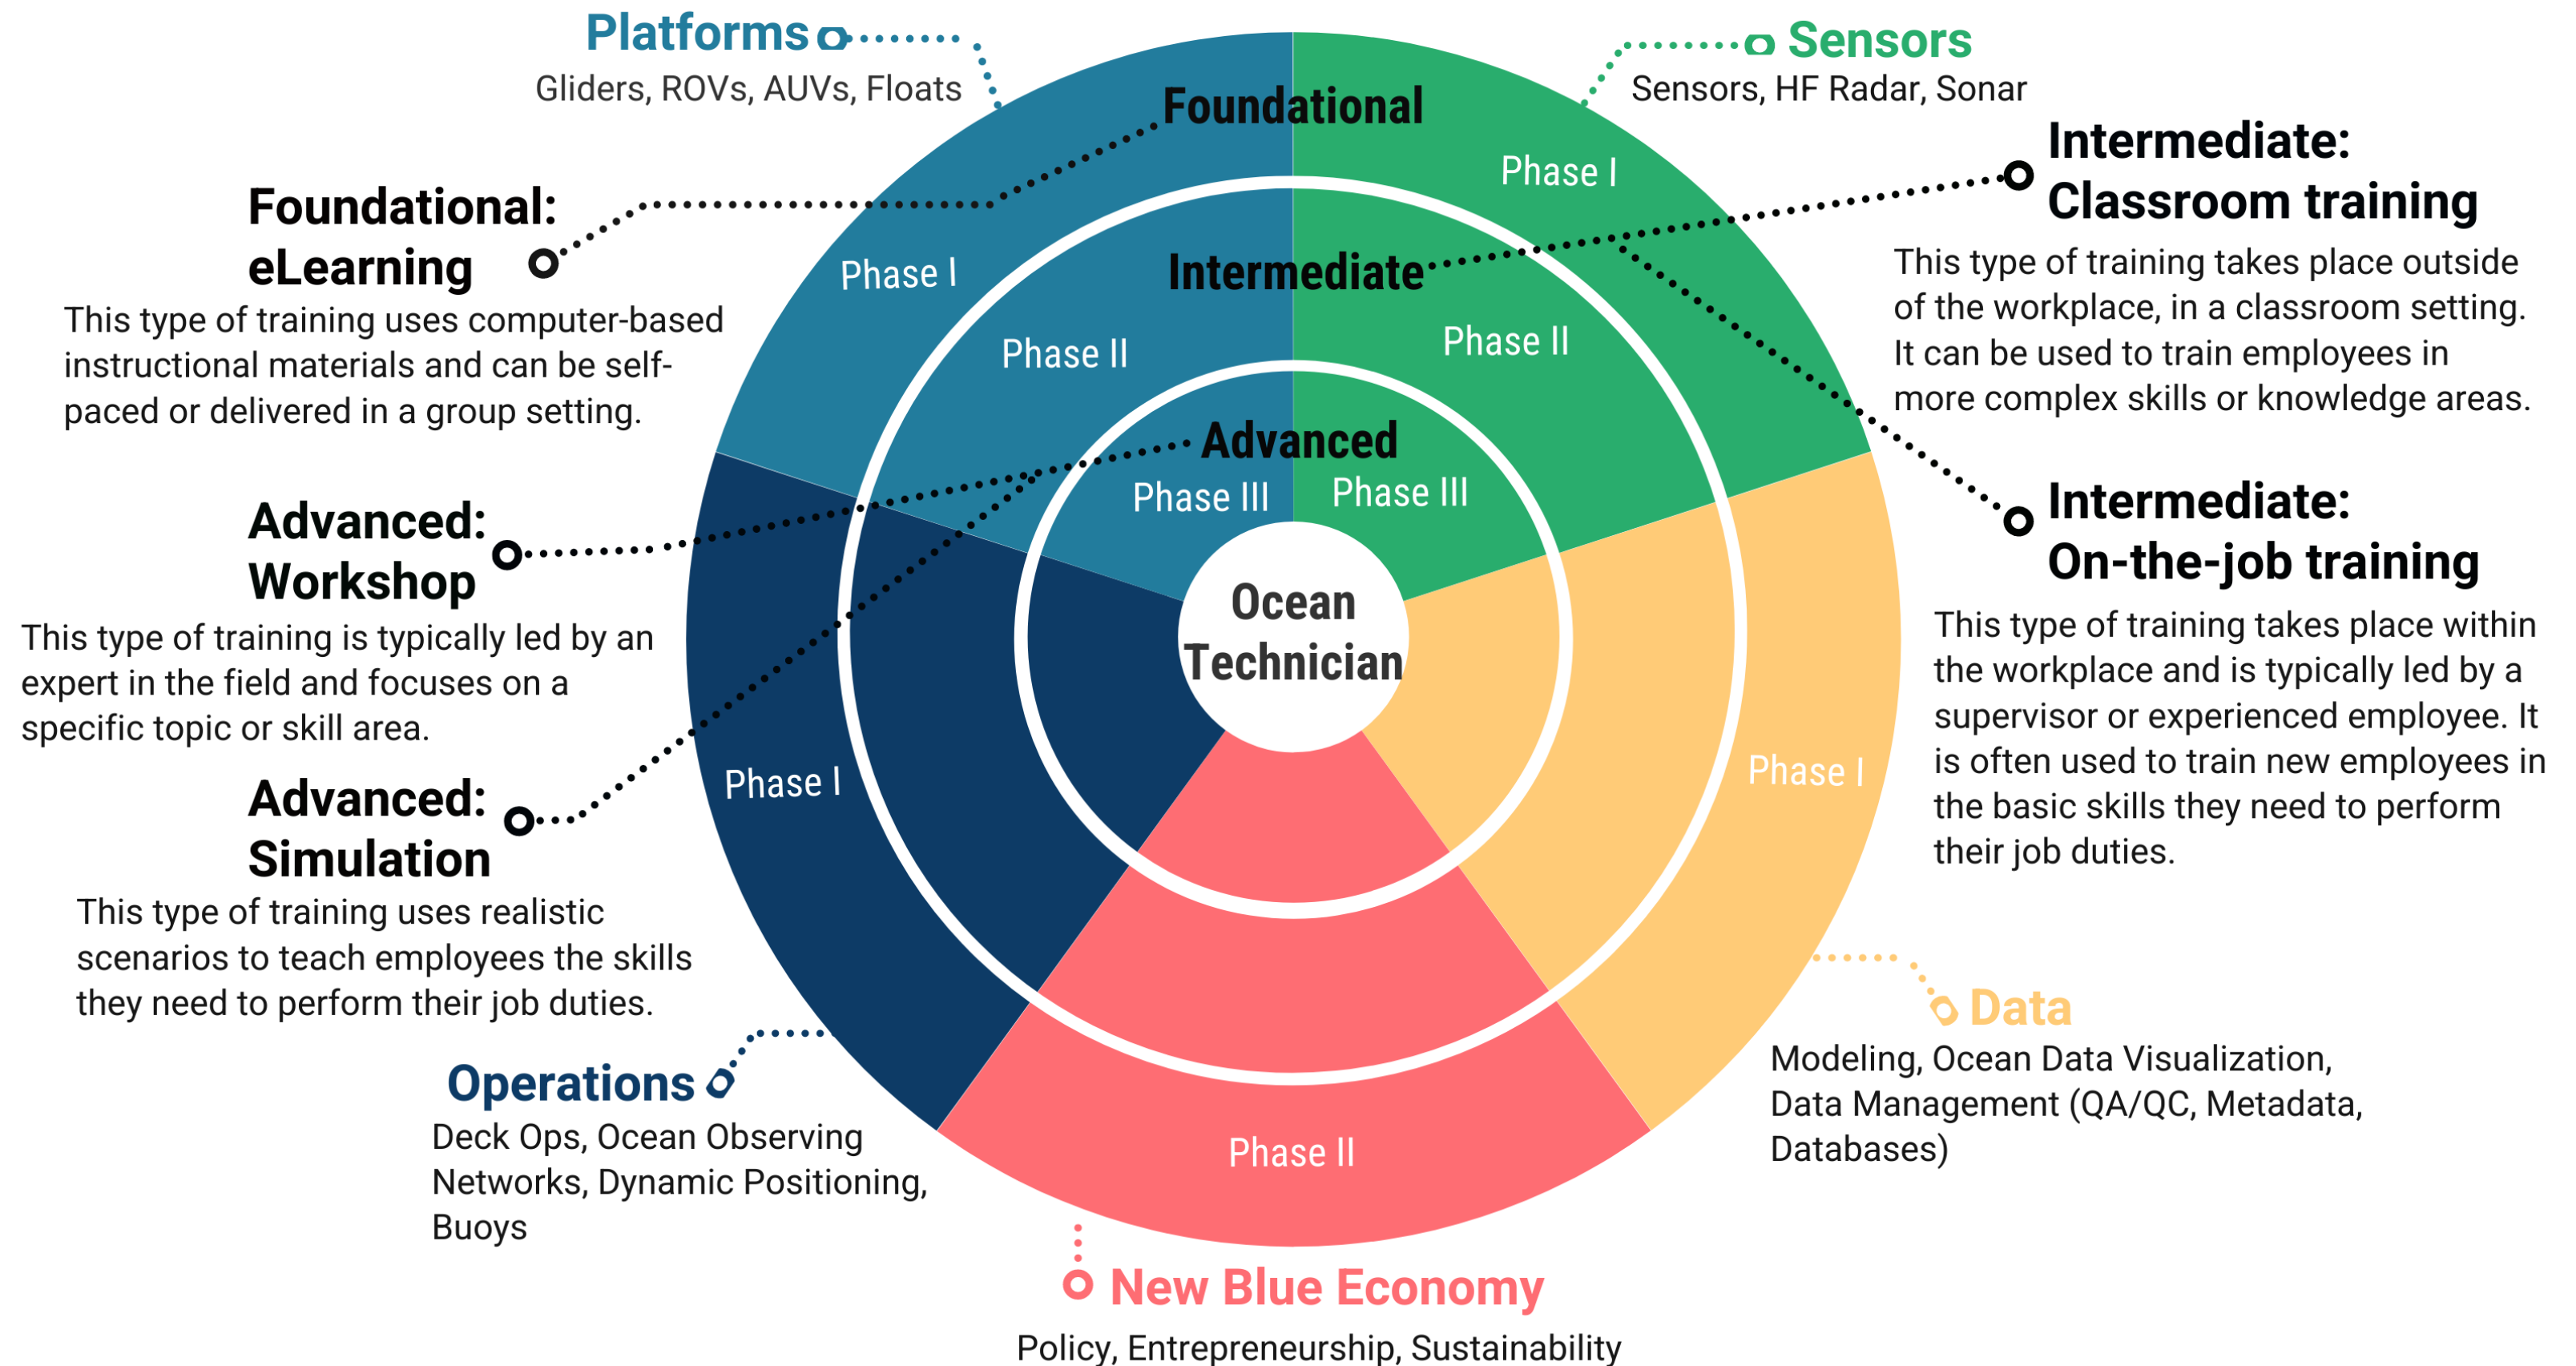 Platforms
Gliders, ROVs, AUVs, Floats
Sensors
Sensors, HF Radar, Sonar
Foundational:
eLearning
This type of training uses computer-based
instructional materials and can be self-
paced or delivered in a group setting.
Advanced:
Workshop
This type of training is typically led by an
expert in the field and focuses on a
specific topic or skill area.
Advanced:
Simulation
This type of training uses realistic
scenarios to teach employees the skills
they need to perform their job duties.
Operations
Deck Ops, Ocean Observing
Networks, Dynamic Positioning,
Buoys
Foundational
Phase I
Phase I
Intermediate
Phase II
Phase II
Advanced
Phase III
Phase III
Ocean
Technician
Phase I
Phase I
Phase II
Intermediate:
Classroom training
This type of training takes place outside
of the workplace, in a classroom setting.
It can be used to train employees in
more complex skills or knowledge areas.
Intermediate:
On-the-job training
This type of training takes place within
the workplace and is typically led by a
supervisor or experienced employee. It
is often used to train new employees in
the basic skills they need to perform
their job duties.
Data
Modeling, Ocean Data Visualization,
Data Management (QA/QC, Metadata,
Databases)
New Blue Economy
Policy, Entrepreneurship, Sustainability